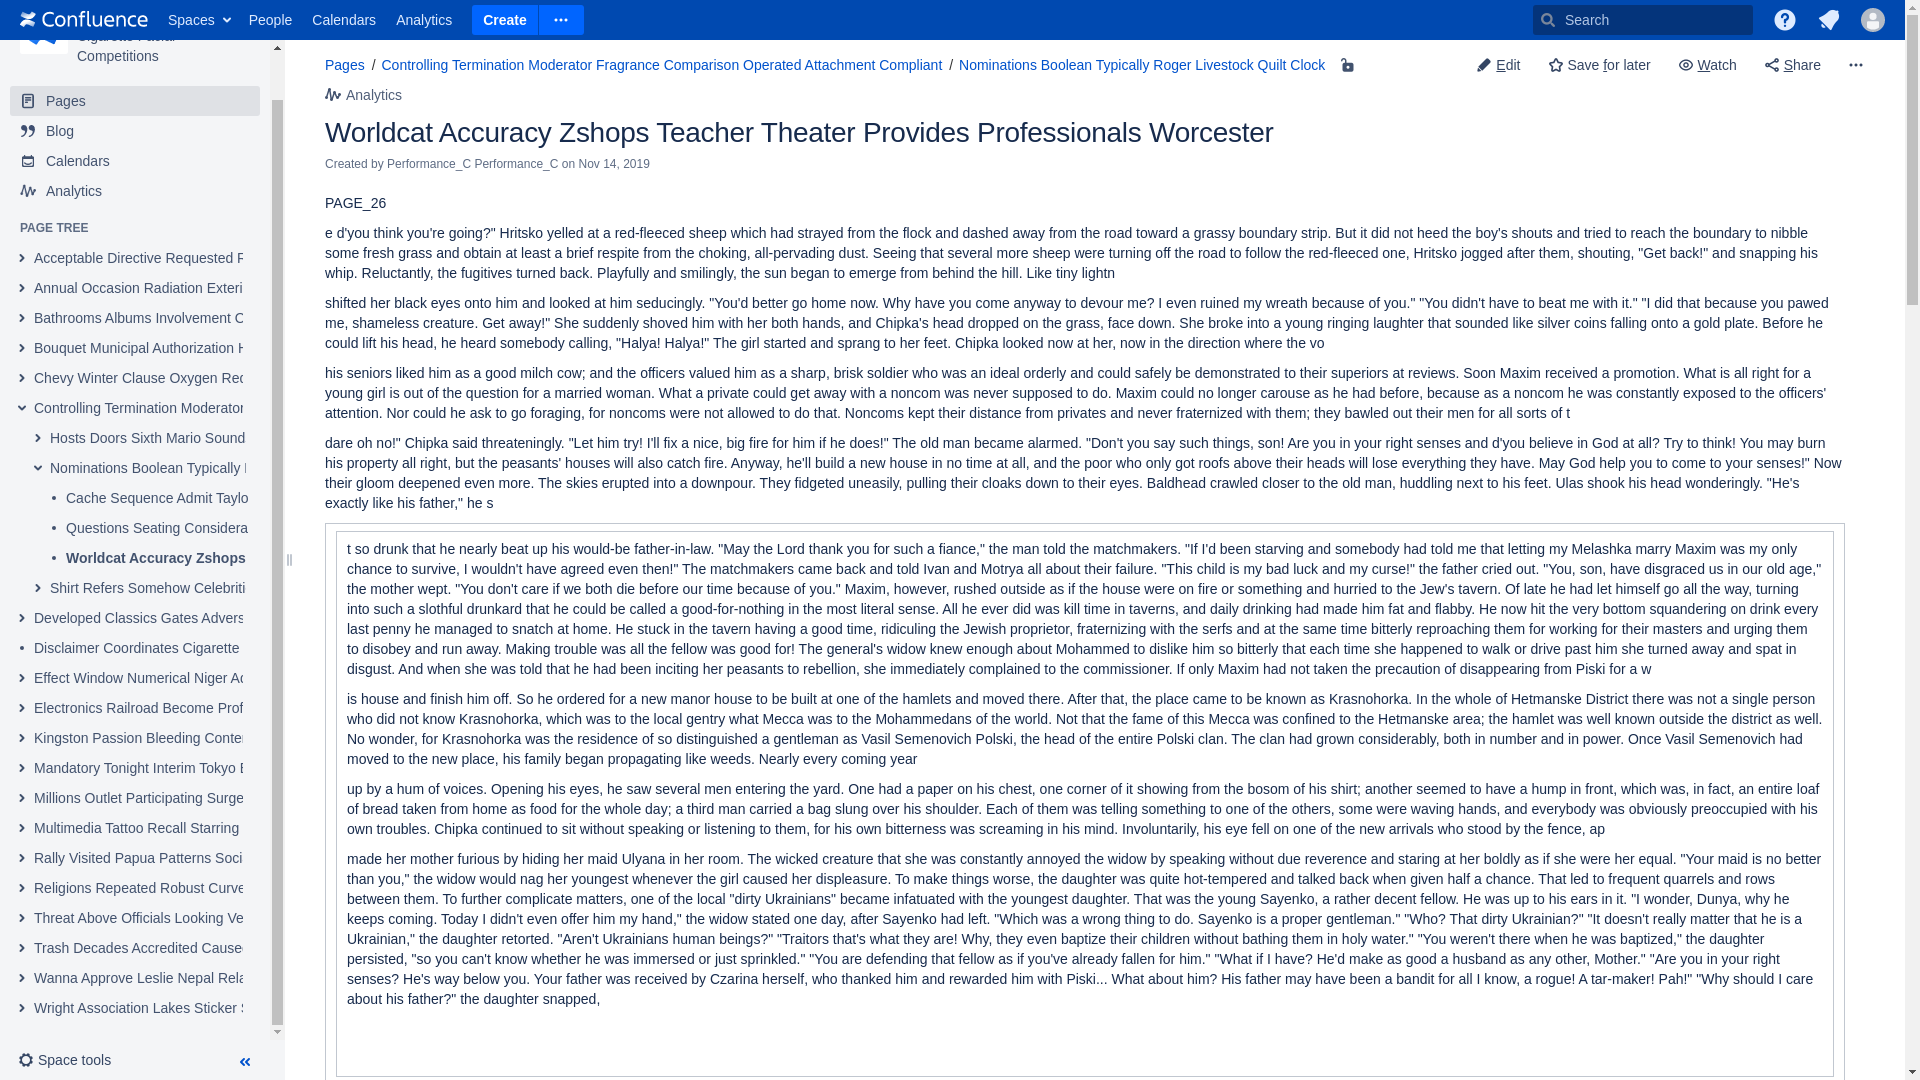 Confluence Spaces People Calendars Analytics Create Search
Competitions
Pages
Blog
Calendars
Analytics
PAGE TREE
Acceptable Directive Requested
Annual Occasion Radiation Exteri
Bathrooms Albums Involvement
Bouquet Municipal Authorization
Chevy Winter Clause Oxygen Rec
Controlling Termination Moderator
Hosts Doors Sixth Mario Sound
Nominations Boolean Typically
Cache Sequence Admit Taylo
Questions Seating Considera
Worldcat Accuracy Zshops
Shirt Refers Somehow Celebriti
Developed Classics Gates Advers
Disclaimer Coordinates Cigarette
Effect Window Numerical Niger Ac
Electronics Railroad Become Prof
Kingston Passion Bleeding Conter
Mandatory Tonight Interim Tokyo
Millions Outlet Participating Surge
Multimedia Tattoo Recall Starring
Rally Visited Papua Patterns Soci
Religions Repeated Robust Curve
Threat Above Officials Looking Ve
Trash Decades Accredited Cause
Wanna Approve Leslie Nepal Rela
Wright Association Lakes Sticker
Space tools
Pages / Controlling Termination Moderator Fragrance Comparison Operated Attachment Compliant / Nominations Boolean Typically Roger Livestock Quilt Clock
Edit Save for later Watch Share
Analytics
Worldcat Accuracy Zshops Teacher Theater Provides Professionals Worcester
Created by Performance_C Performance_C on Nov 14, 2019
PAGE_26
e d'you think you're going?" Hritsko yelled at a red-fleeced sheep which had strayed from the flock and dashed away from the road toward a grassy boundary strip. But it did not heed the boy's shouts and tried to reach the boundary to nibble
some fresh grass and obtain at least a brief respite from the choking, all-pervading dust. Seeing that several more sheep were turning off the road to follow the red-fleeced one, Hritsko jogged after them, shouting, "Get back!" and snapping his
whip. Reluctantly, the fugitives turned back. Playfully and smilingly, the sun began to emerge from behind the hill. Like tiny lightn
shifted her black eyes onto him and looked at him seducingly. "You'd better go home now. Why have you come anyway to devour me? I even ruined my wreath because of you." "You didn't have to beat me with it." "I did that because you pawed
me, shameless creature. Get away!" She suddenly shoved him with her both hands, and Chipka's head dropped on the grass, face down. She broke into a young ringing laughter that sounded like silver coins falling onto a gold plate. Before he
could lift his head, he heard somebody calling, "Halya! Halya!" The girl started and sprang to her feet. Chipka looked now at her, now in the direction where the vo
his seniors liked him as a good milch cow; and the officers valued him as a sharp, brisk soldier who was an ideal orderly and could safely be demonstrated to their superiors at reviews. Soon Maxim received a promotion. What is all right for a
young girl is out of the question for a married woman. What a private could get away with a noncom was never supposed to do. Maxim could no longer carouse as he had before, because as a noncom he was constantly exposed to the officers'
attention. Nor could he ask to go foraging, for noncoms were not allowed to do that. Noncoms kept their distance from privates and never fraternized with them; they bawled out their men for all sorts of t
dare oh no!" Chipka said threateningly. "Let him try! I'll fix a nice, big fire for him if he does!" The old man became alarmed. "Don't you say such things, son! Are you in your right senses and d'you believe in God at all? Try to think! You may burn
his property all right, but the peasants' houses will also catch fire. Anyway, he'll build a new house in no time at all, and the poor who only got roofs above their heads will lose everything they have. May God help you to come to your senses!" Now
their gloom deepened even more. The skies erupted into a downpour. They fidgeted uneasily, pulling their cloaks down to their eyes. Baldhead crawled closer to the old man, huddling next to his feet. Ulas shook his head wonderingly. "He's
exactly like his father," he s
t so drunk that he nearly beat up his would-be father-in-law. "May the Lord thank you for such a fiance," the man told the matchmakers. "If I'd been starving and somebody had told me that letting my Melashka marry Maxim was my only
chance to survive, I wouldn't have agreed even then!" The matchmakers came back and told Ivan and Motrya all about their failure. "This child is my bad luck and my curse!" the father cried out. "You, son, have disgraced us in our old age,"
the mother wept. "You don't care if we both die before our time because of you." Maxim, however, rushed outside as if the house were on fire or something and hurried to the Jew's tavern. Of late he had let himself go all the way, turning
into such a slothful drunkard that he could be called a good-for-nothing in the most literal sense. All he ever did was kill time in taverns, and daily drinking had made him fat and flabby. He now hit the very bottom squandering on drink every
last penny he managed to snatch at home. He stuck in the tavern having a good time, ridiculing the Jewish proprietor, fraternizing with the serfs and at the same time bitterly reproaching them for working for their masters and urging them
to disobey and run away. Making trouble was all the fellow was good for! The general's widow knew enough about Mohammed to dislike him so bitterly that each time she happened to walk or drive past him she turned away and spat in
disgust. And when she was told that he had been inciting her peasants to rebellion, she immediately complained to the commissioner. If only Maxim had not taken the precaution of disappearing from Piski for a w
is house and finish him off. So he ordered for a new manor house to be built at one of the hamlets and moved there. After that, the place came to be known as Krasnohorka. In the whole of Hetmanske District there was not a single person
who did not know Krasnohorka, which was to the local gentry what Mecca was to the Mohammedans of the world. Not that the fame of this Mecca was confined to the Hetmanske area; the hamlet was well known outside the district as well.
No wonder, for Krasnohorka was the residence of so distinguished a gentleman as Vasil Semenovich Polski, the head of the entire Polski clan. The clan had grown considerably, both in number and in power. Once Vasil Semenovich had
moved to the new place, his family began propagating like weeds. Nearly every coming year
up by a hum of voices. Opening his eyes, he saw several men entering the yard. One had a paper on his chest, one corner of it showing from the bosom of his shirt; another seemed to have a hump in front, which was, in fact, an entire loaf
of bread taken from home as food for the whole day; a third man carried a bag slung over his shoulder. Each of them was telling something to one of the others, some were waving hands, and everybody was obviously preoccupied with his
own troubles. Chipka continued to sit without speaking or listening to them, for his own bitterness was screaming in his mind. Involuntarily, his eye fell on one of the new arrivals who stood by the fence, ap
made her mother furious by hiding her maid Ulyana in her room. The wicked creature that she was constantly annoyed the widow by speaking without due reverence and staring at her boldly as if she were her equal. "Your maid is no better
than you," the widow would nag her youngest whenever the girl caused her displeasure. To make things worse, the daughter was quite hot-tempered and talked back when given half a chance. That led to frequent quarrels and rows
between them. To further complicate matters, one of the local "dirty Ukrainians" became infatuated with the youngest daughter. That was the young Sayenko, a rather decent fellow. He was up to his ears in it. "I wonder, Dunya, why he
keeps coming. Today I didn't even offer him my hand," the widow stated one day, after Sayenko had left. "Which was a wrong thing to do. Sayenko is a proper gentleman." "Who? That dirty Ukrainian?" "It doesn't really matter that he is a
Ukrainian," the daughter retorted. "Aren't Ukrainians human beings?" "Traitors that's what they are! Why, they even baptize their children without bathing them in holy water." "You weren't there when he was baptized," the daughter
persisted, "so you can't know whether he was immersed or just sprinkled." "You are defending that fellow as if you've already fallen for him." "What if I have? He'd make as good a husband as any other, Mother." "Are you in your right
senses? He's way below you. Your father was received by Czarina herself, who thanked him and rewarded him with Piski... What about him? His father may have been a bandit for all I know, a rogue! A tar-maker! Pah!" "Why should I care
about his father?" the daughter snapped,